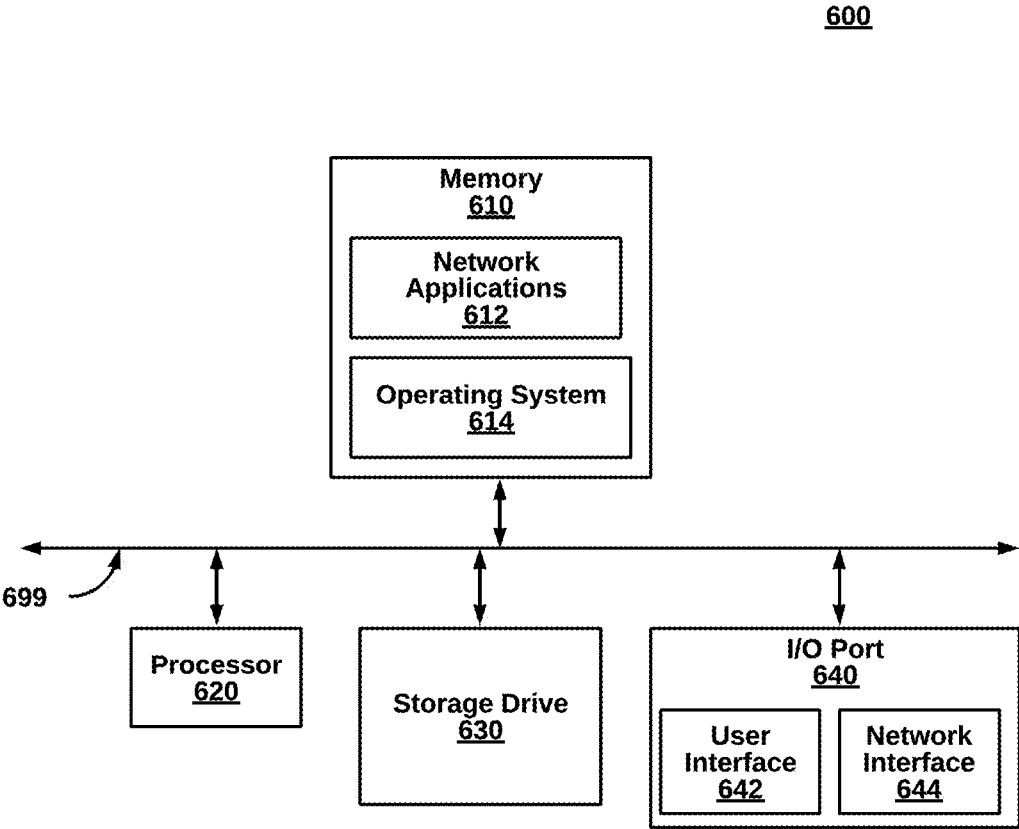 600
Memory
610
Network
Applications
612
Operating System
614
699
Processor
620
Storage Drive
630
I/O Port
640
User
Interface
642
Network
Interface
644